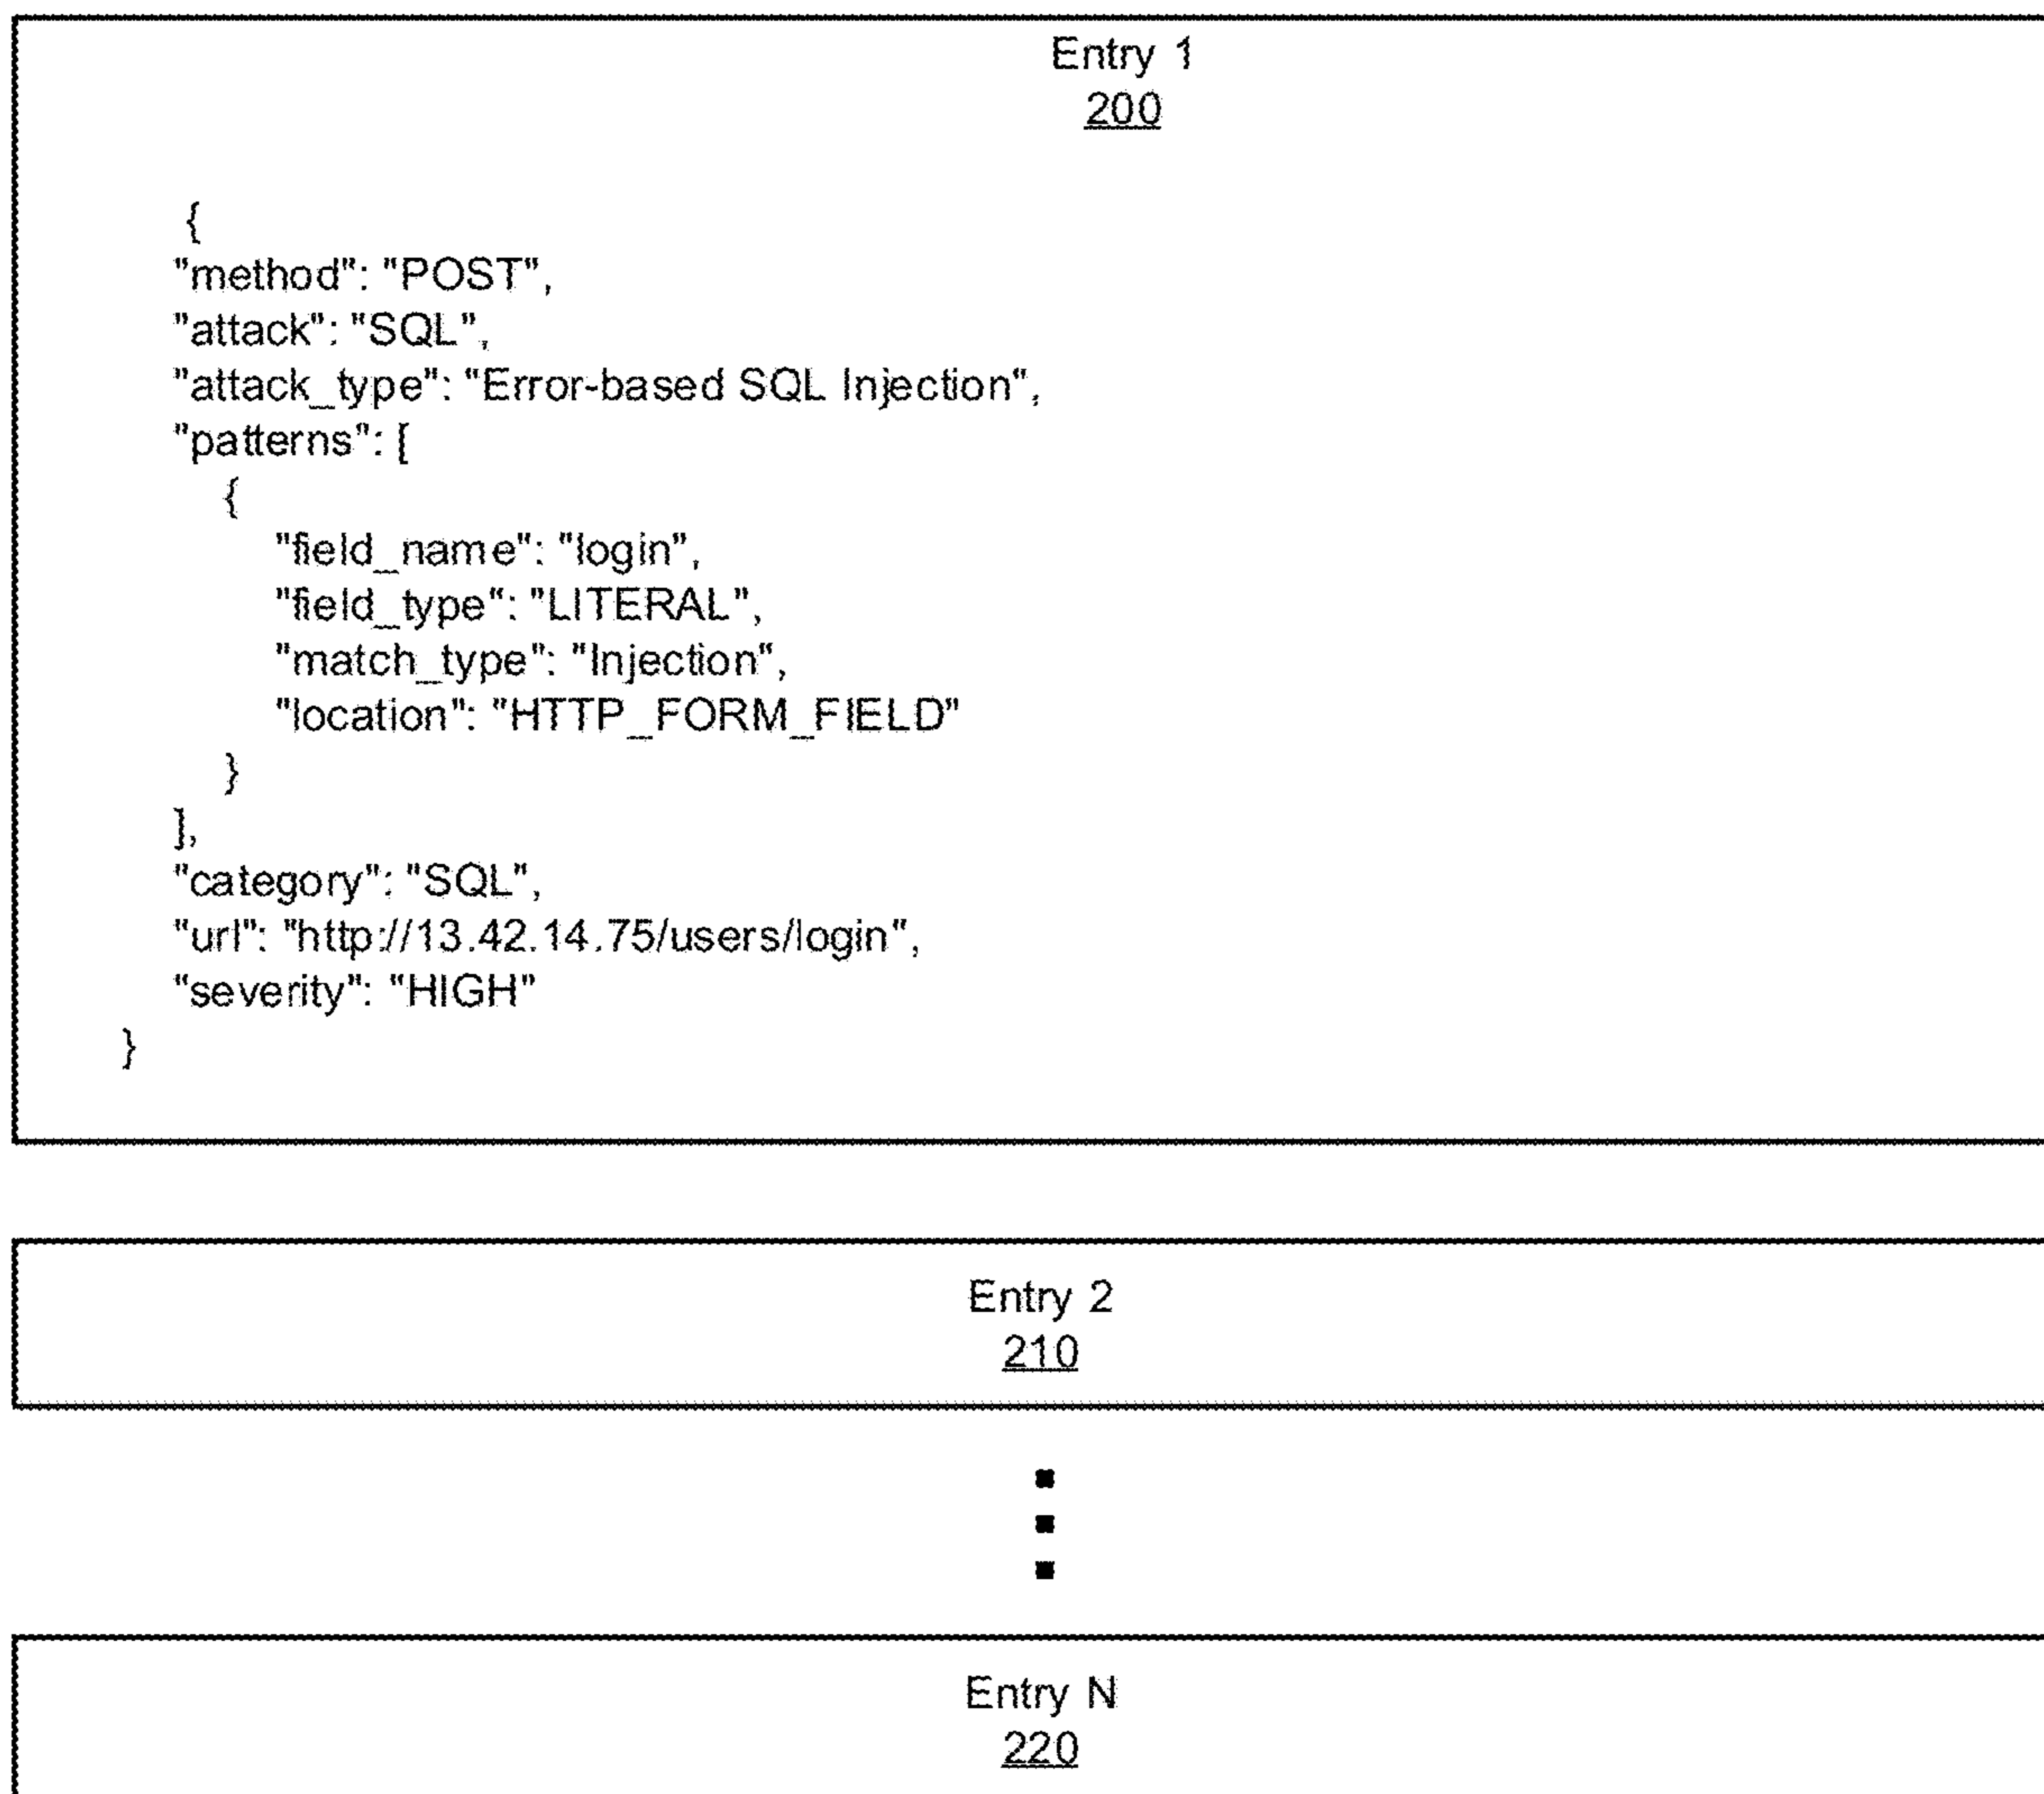 Entry 1
200
{
"method": "POST",
"attack": "SQL",
"attack_type": "Error-based SQL Injection",
"patterns": [
{
"field_name": "login",
"field_type": "LITERAL",
"match_type": "Injection",
"location": "HTTP_FORM_FIELD"
}
],
"category": "SQL",
"url": "http://13.42.14.75/users/login",
"severity": "HIGH"
}
Entry 2
210
Entry N
220